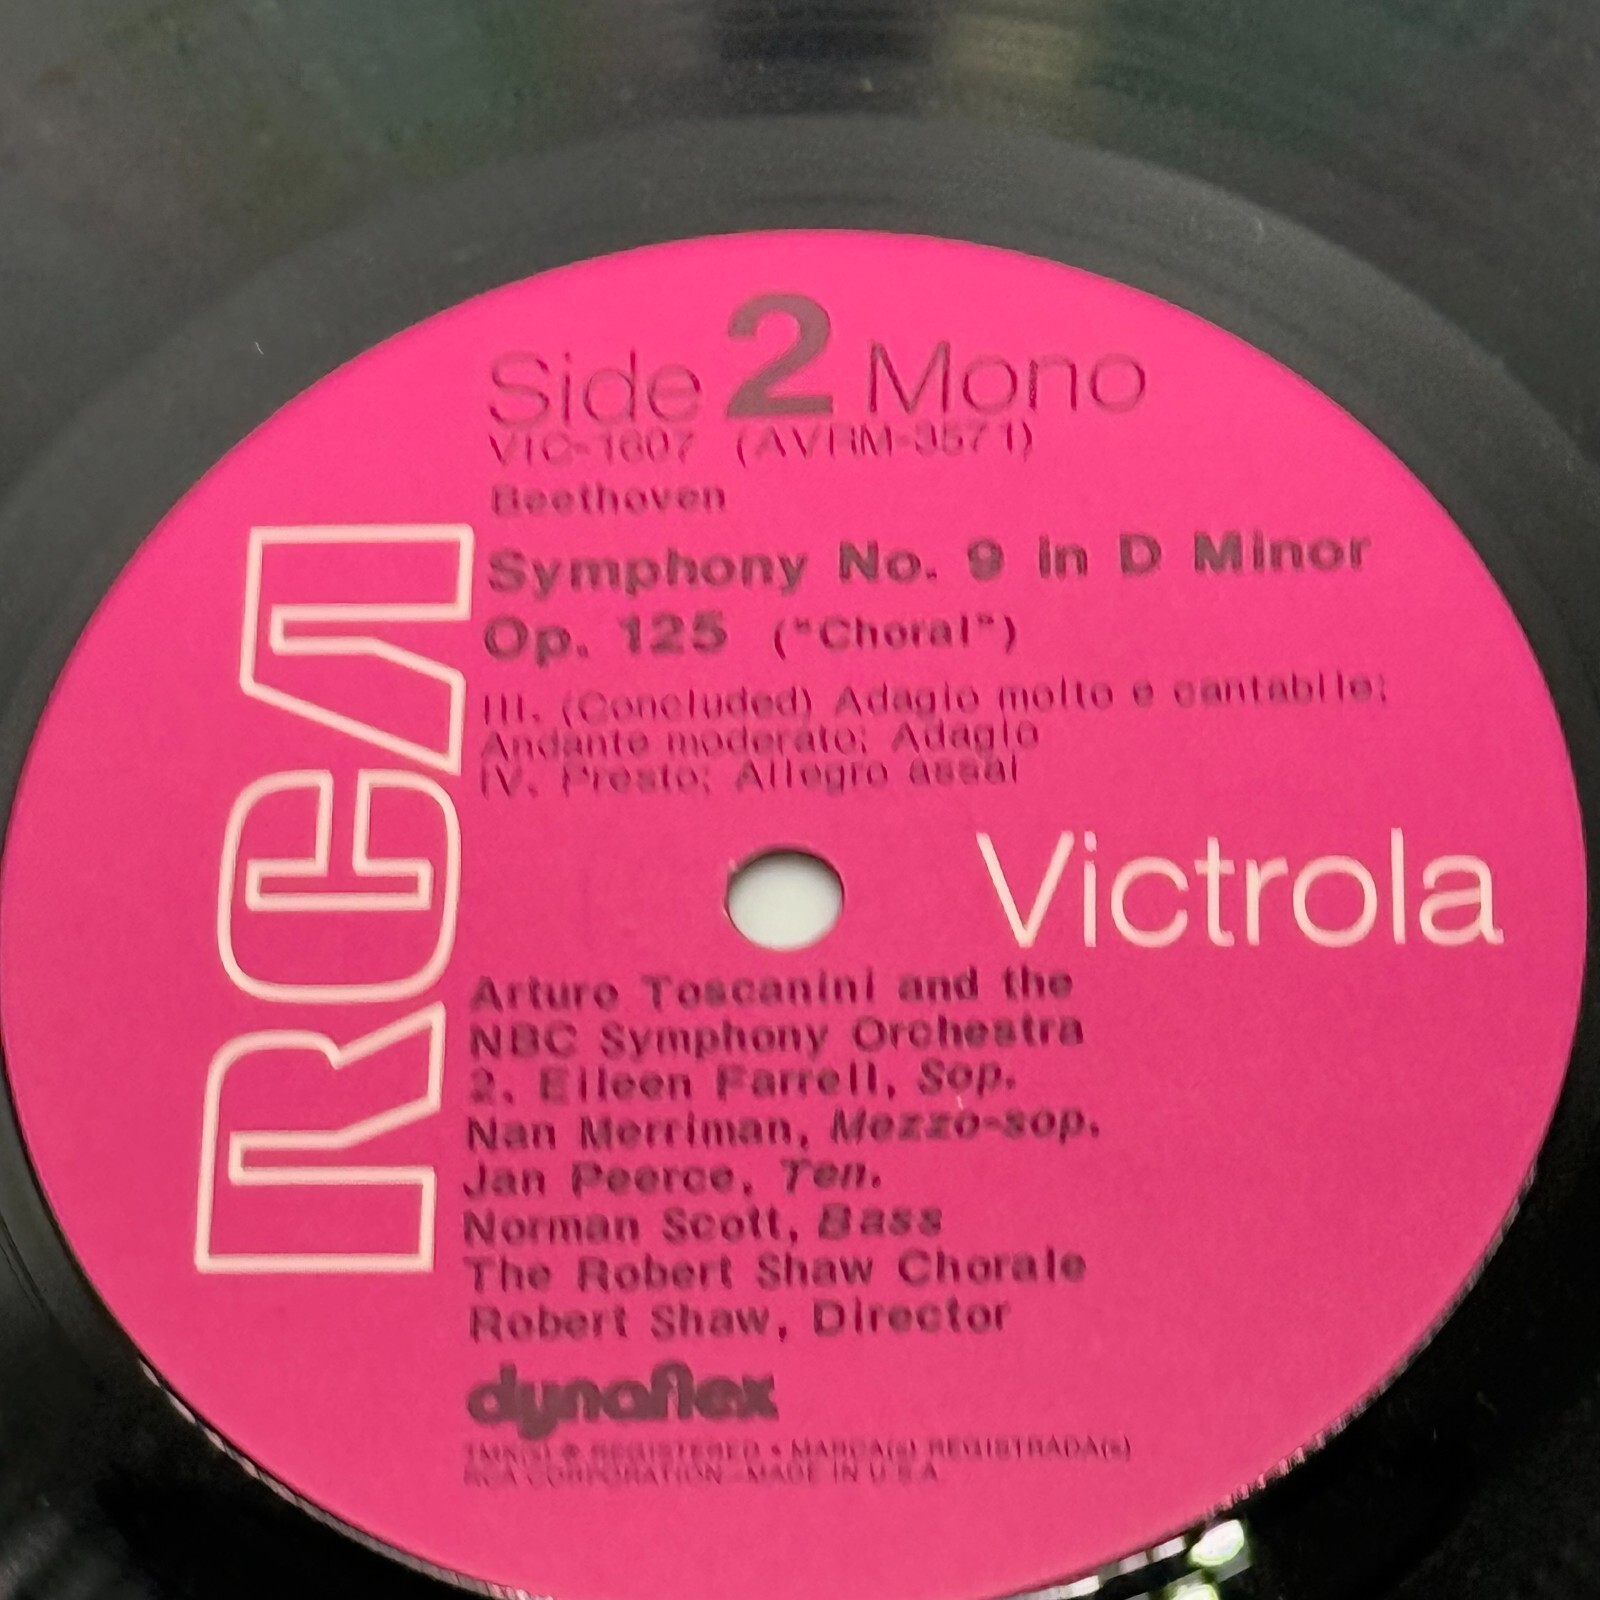 Side 2 Mono
VIC-1607 (AVRM-3571)
Beethoven
Symphony No. 9 in D Minor
Op. 125 ("Choral")
III. (Concluded) Adagio molto e cantabile;
Andante moderato; Adagio
IV. Presto; Allegro assai
RCA
Victrola
Arturo Toscanini and the
NBC Symphony Orchestra
2. Eileen Farrell, Sop.
Nan Merriman, Mezzo-sop.
Jan Peerce, Ten.
Norman Scott, Bass
The Robert Shaw Chorale
Robert Shaw, Director
dynaflex
TMK(s) ® REGISTERED • MARCA(s) REGISTRADA(s)
RCA CORPORATION—MADE IN U.S.A.